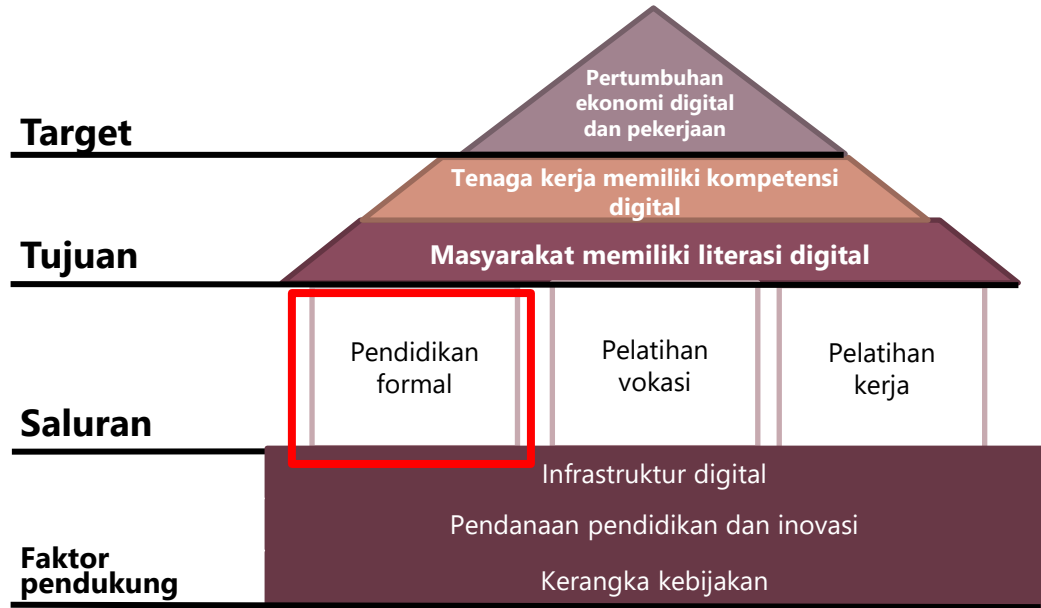 Pertumbuhan
ekonomi digital
dan pekerjaan
Target
Tenaga kerja memiliki kompetensi
digital
Tujuan
Masyarakat memiliki literasi digital
Pendidikan
formal
Pelatihan
vokasi
Pelatihan
kerja
Saluran
Infrastruktur digital
Pendanaan pendidikan dan inovasi
Faktor
pendukung
Kerangka kebijakan